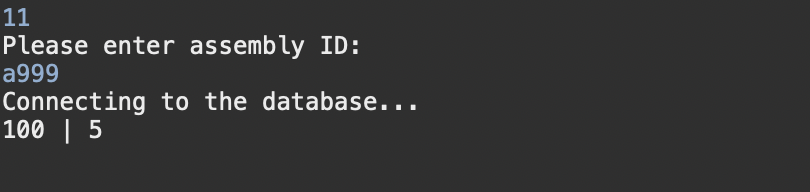 11
Please enter assembly ID:
a999
Connecting to the database...
100 | 5